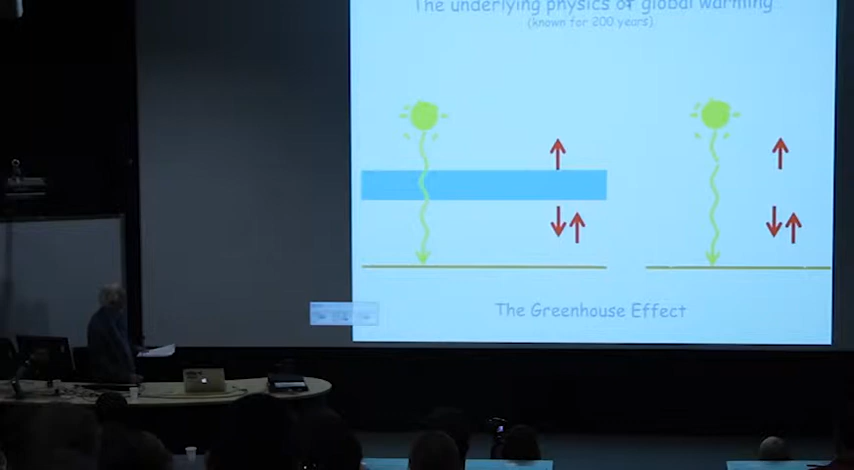 The underlying physics of global warming
(known for 200 years)
The Greenhouse Effect